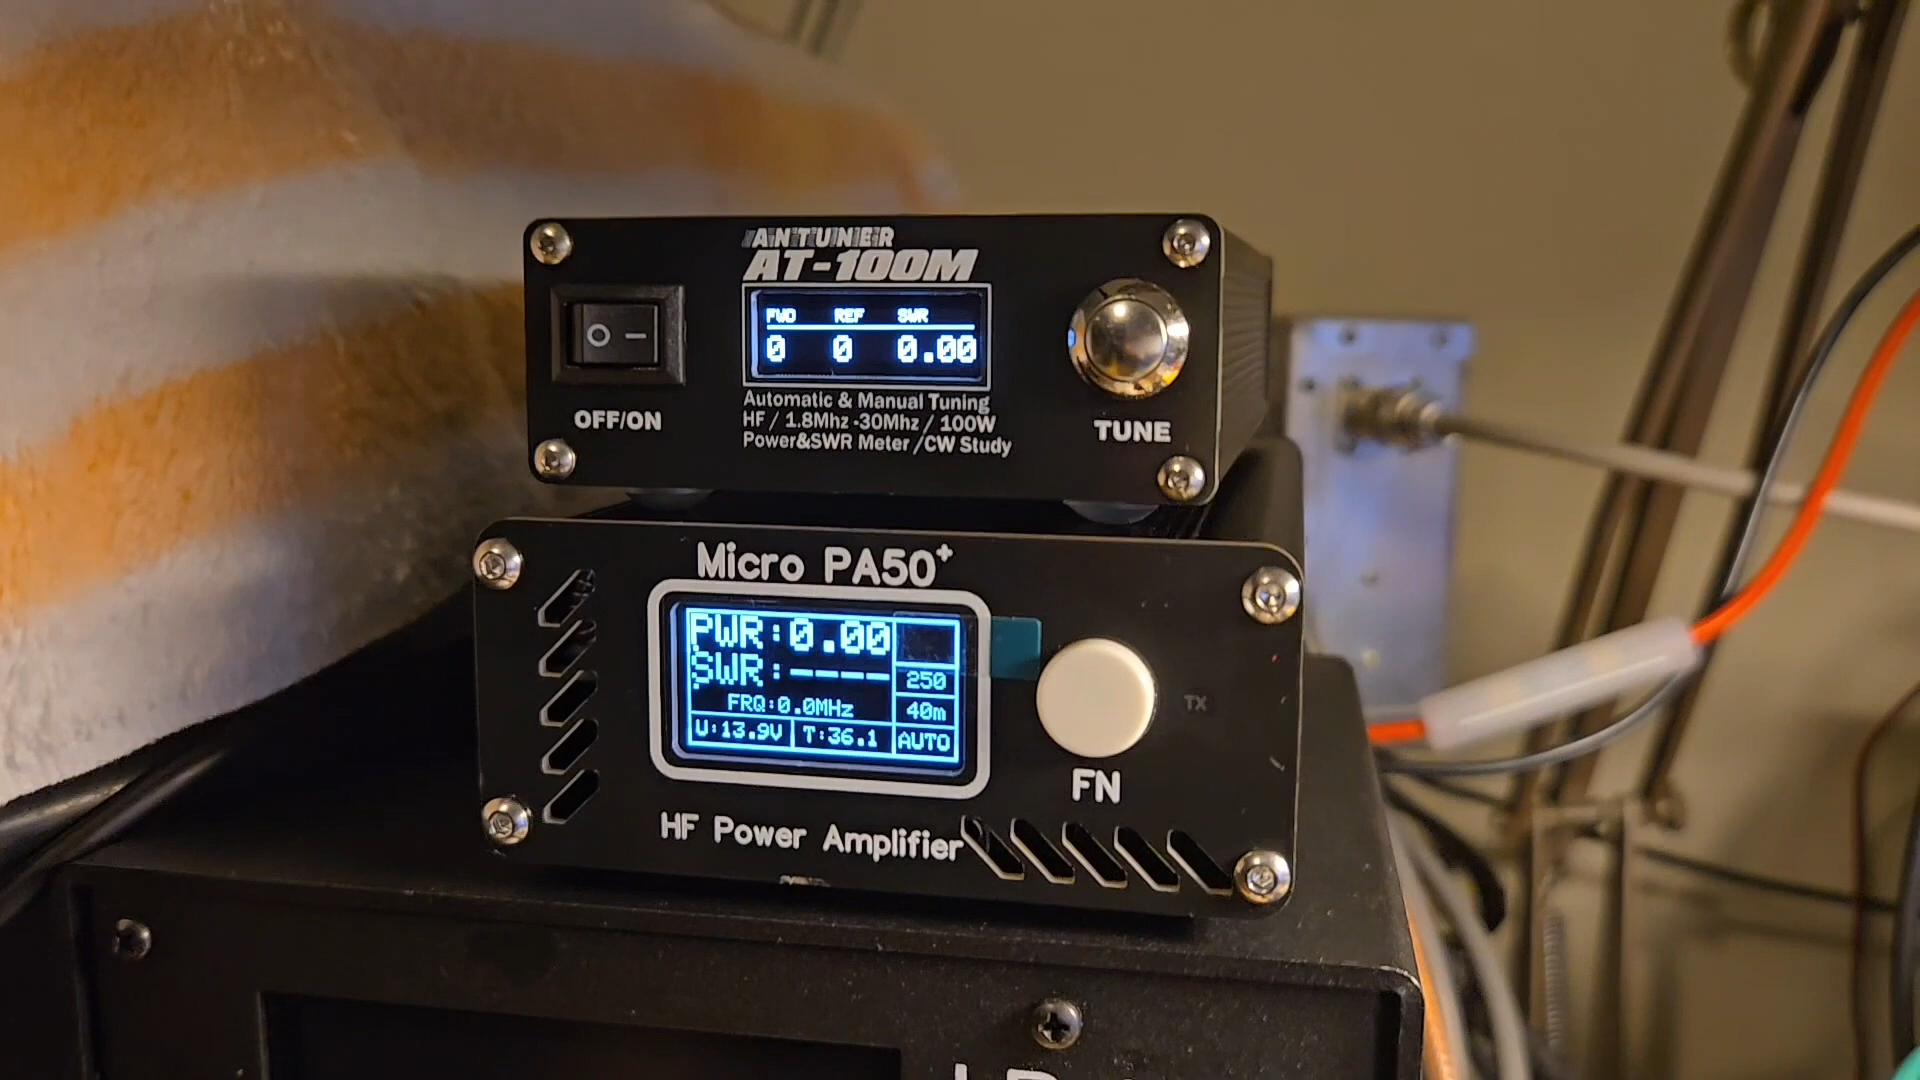 ANTUNER
AT-100M
FWD REF SWR
0 0 0.00
Automatic & Manual Tuning
HF / 1.8Mhz -30Mhz / 100W
Power&SWR Meter /CW Study
OFF/ON
TUNE
Micro PA50+
PWR:0.00
SWR:----
250
FRQ:0.0MHz
40m
U:13.9V T:36.1 AUTO
FN
TX
HF Power Amplifier